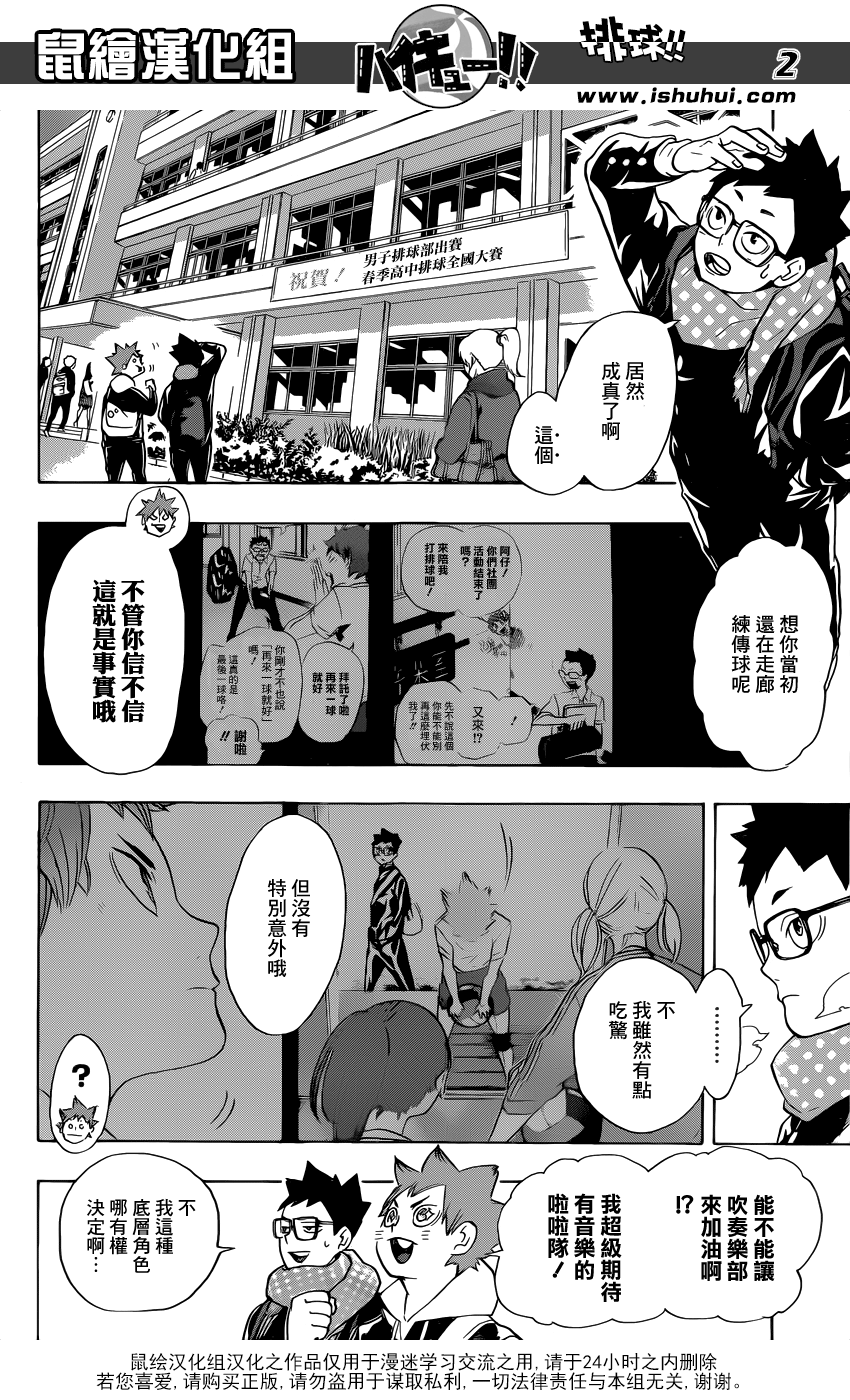 鼠繪漢化組
ハイキュー!!
排球!!
2
www.ishuhui.com
祝賀！
男子排球部出賽
春季高中排球全國大賽
居然
成真了啊
這個‥
想你當初
還在走廊
練傳球呢
阿仔！
你們社團
活動結束了
嗎？
來陪我
打排球吧！
！
又來!?
先不說這個
你能不能別
再這麼埋伏
我了!!
拜託了啦
再來一球
就好
你剛才不也說
「再來一球就好」
嗎！
這真的是
最後一球咯！
謝啦
!!
不管你信不信
這就是事實哦
………
不
我雖然有點
吃驚
但沒有
特別意外哦
？
能不能讓
吹奏樂部
來加油啊
!?
我超級期待
有音樂的
啦啦隊！
不
我這種
底層角色
哪有權
決定啊…
鼠绘汉化组汉化之作品仅用于漫迷学习交流之用, 请于24小时之内删除
若您喜爱, 请购买正版, 请勿盗用于谋取私利, 一切法律责任与本组无关, 谢谢。